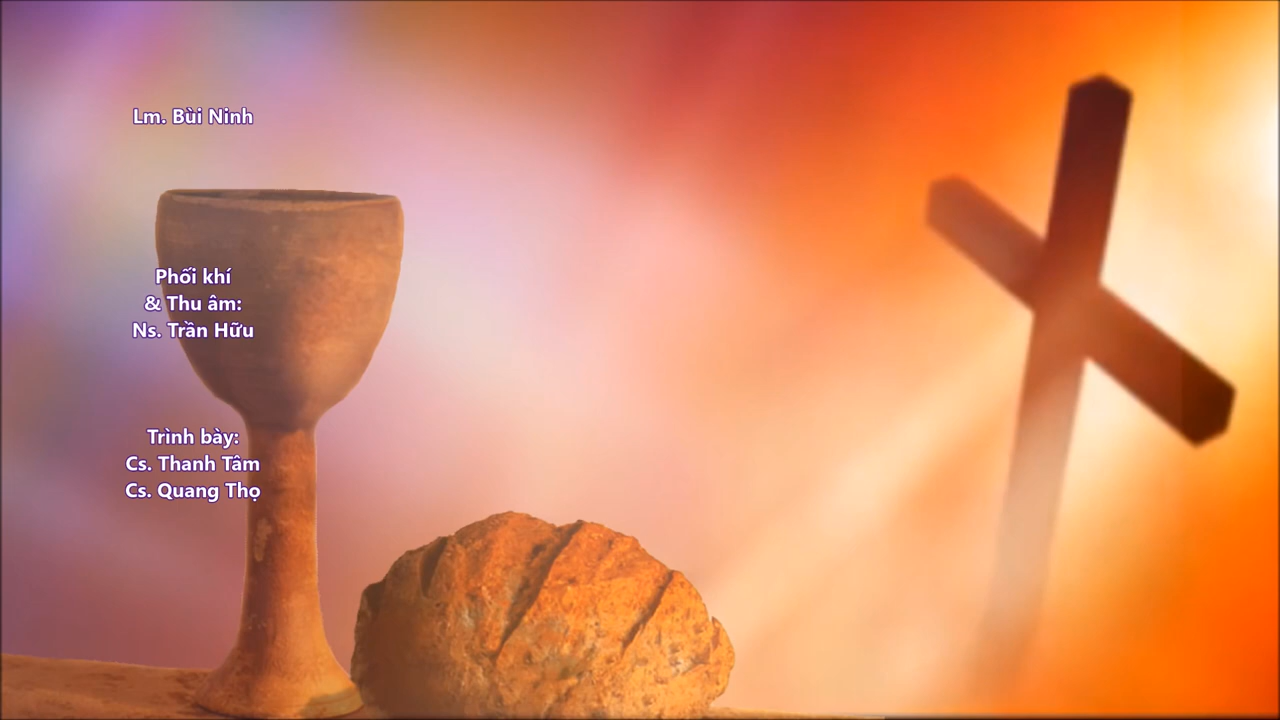 Lm. Bùi Ninh
Phối khí
& Thu âm:
Ns. Trần Hữu
Trình bày:
Cs. Thanh Tâm
Cs. Quang Thọ